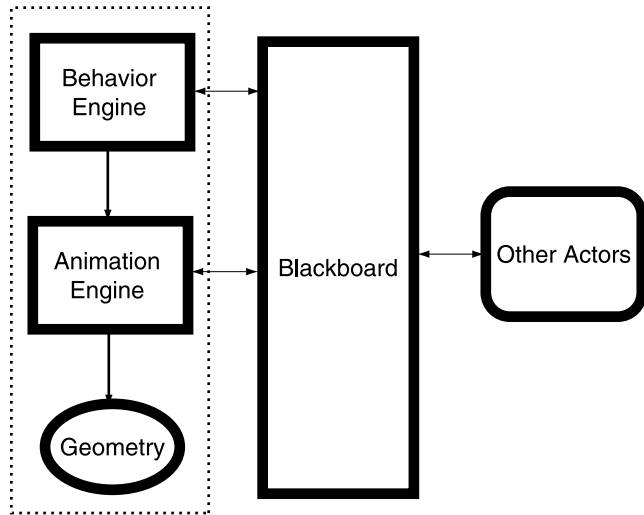 Behavior
Engine
Animation
Engine
Geometry
Blackboard
Other Actors